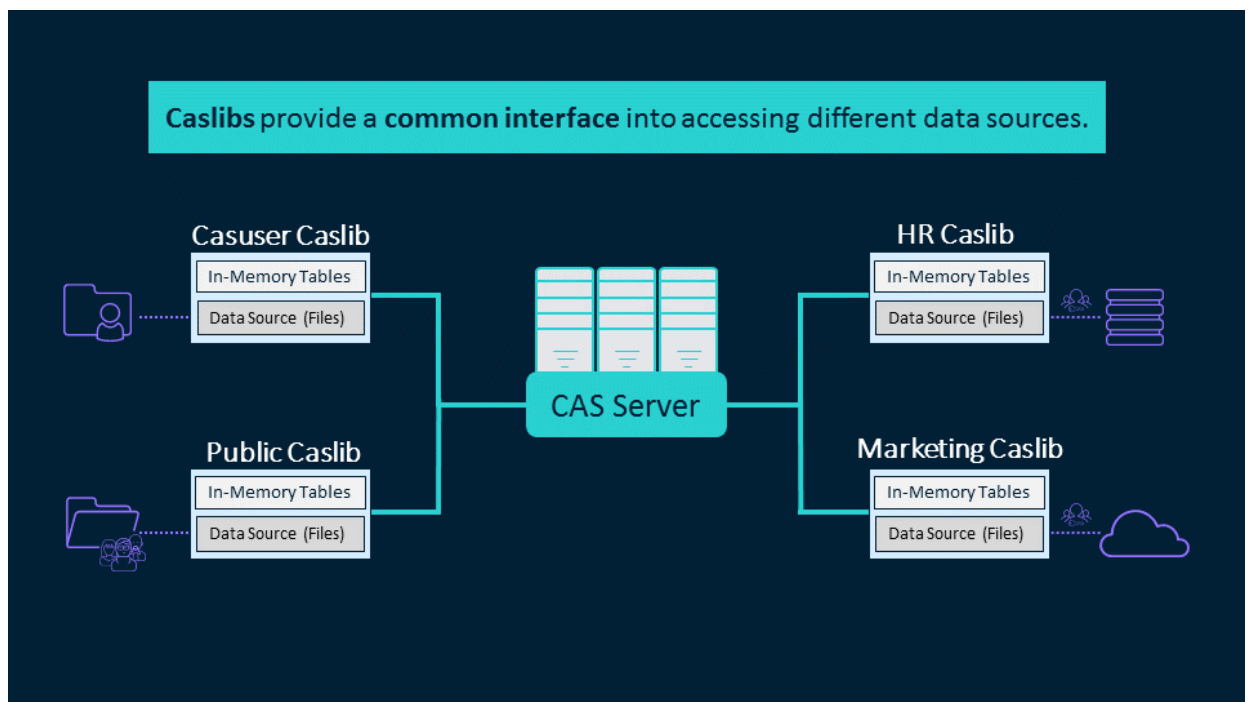 Caslibs provide a common interface into accessing different data sources.
Casuser Caslib
In-Memory Tables
Data Source (Files)
Public Caslib
In-Memory Tables
Data Source (Files)
CAS Server
HR Caslib
In-Memory Tables
Data Source (Files)
Marketing Caslib
In-Memory Tables
Data Source (Files)